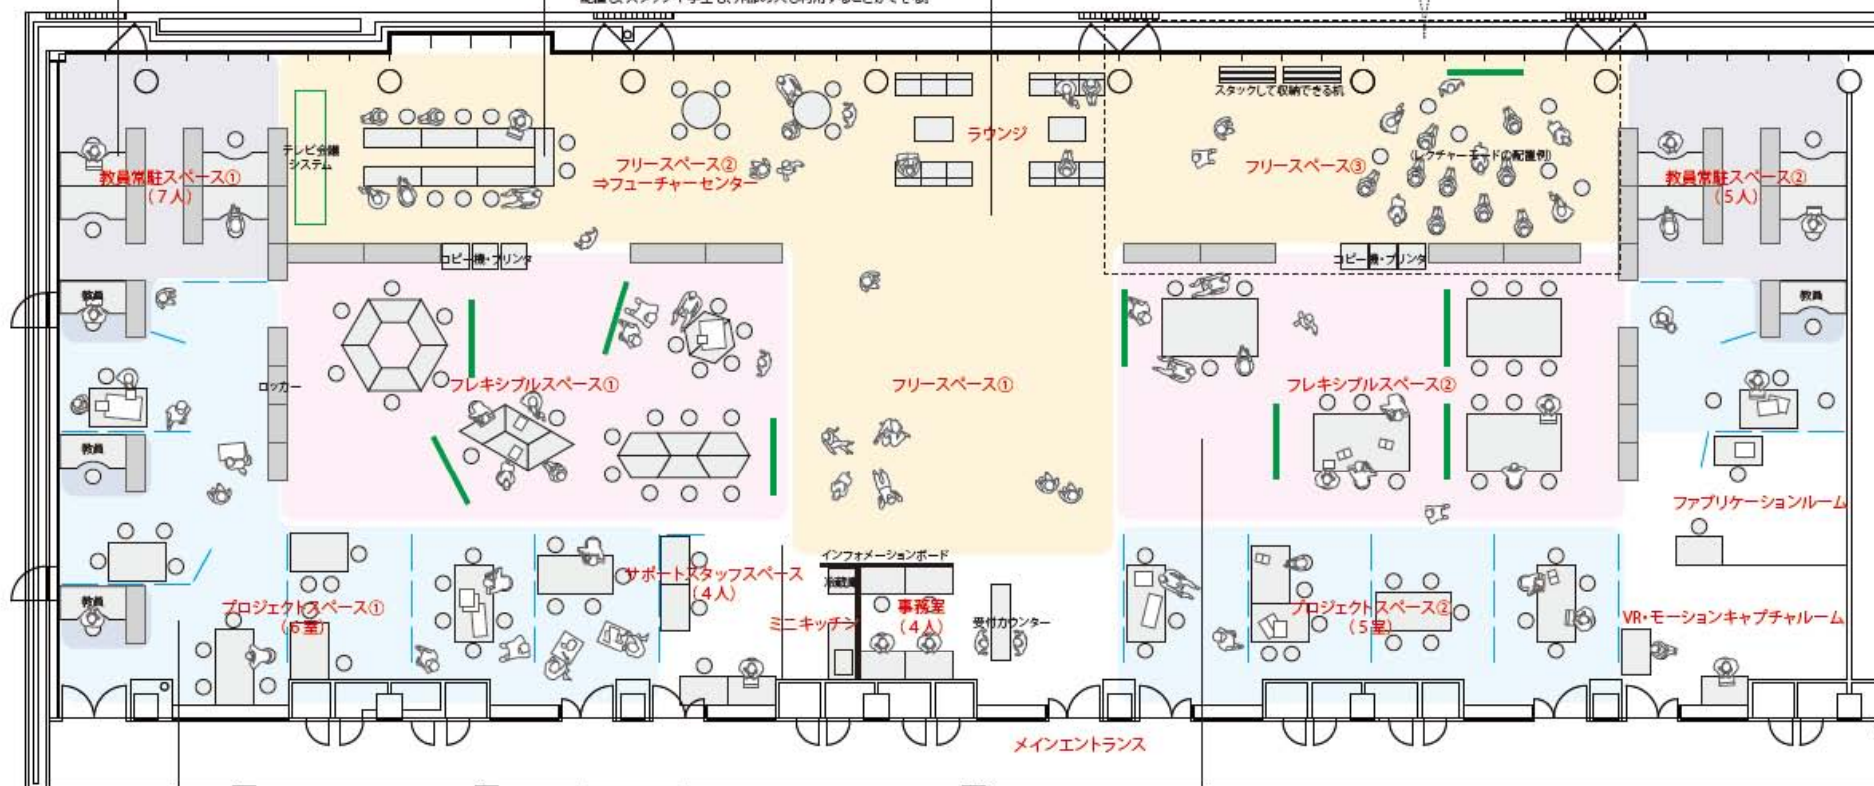 テレビ会議
システム
教員常駐スペース①
（７人）
フリースペース②
⇒フューチャーセンター
ラウンジ
スタックして収納できる机
（レクチャーモードの配置例）
フリースペース③
教員常駐スペース②
（５人）
コピー機・プリンタ
コピー機・プリンタ
教員
教員
ロッカー
フレキシブルスペース①
フリースペース①
フレキシブルスペース②
教員
ファブリケーションルーム
インフォメーションボード
冷蔵庫
サポートスタッフスペース
（４人）
教員
プロジェクトスペース①
（６室）
ミニキッチン
事務室
（４人）
受付カウンター
プロジェクトスペース②
（５室）
VR・モーションキャプチャルーム
メインエントランス